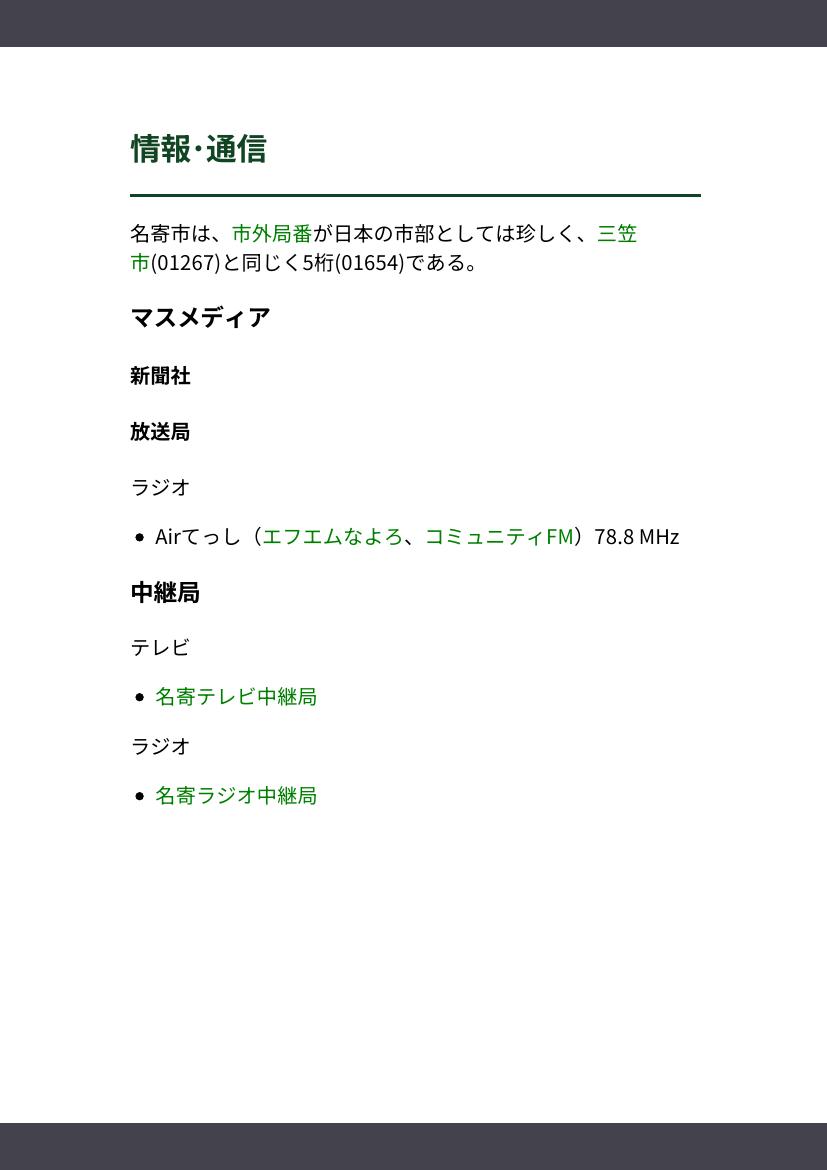 情報･通信
名寄市は、市外局番が日本の市部としては珍しく、三笠
市(01267)と同じく5桁(01654)である。
マスメディア
新聞社
放送局
ラジオ
• Airてっし（エフエムなよろ、コミュニティFM）78.8 MHz
中継局
テレビ
• 名寄テレビ中継局
ラジオ
• 名寄ラジオ中継局